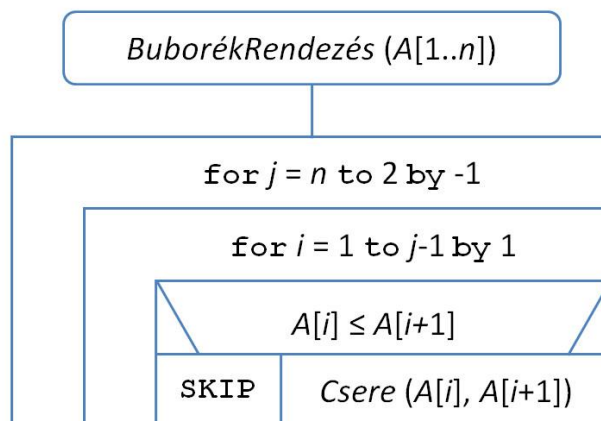 BuborékRendezés (A[1..n])
for j = n to 2 by -1
for i = 1 to j-1 by 1
A[i] ≤ A[i+1]
SKIP Csere (A[i], A[i+1])